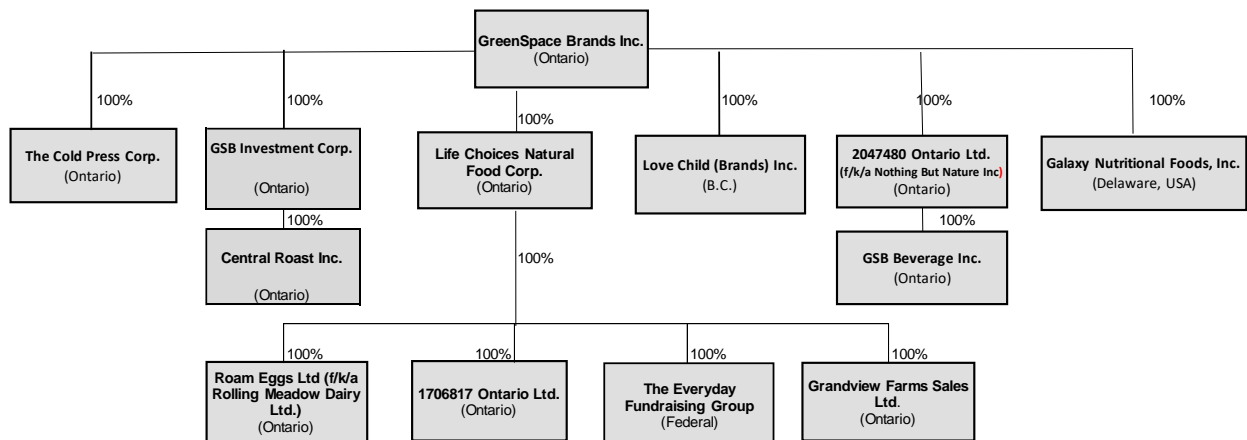 GreenSpace Brands Inc.
(Ontario)
100%
100%
100%
100%
100%
100%
The Cold Press Corp.
(Ontario)
GSB Investment Corp.
(Ontario)
Life Choices Natural
Food Corp.
(Ontario)
Love Child (Brands) Inc.
(B.C.)
2047480 Ontario Ltd.
(f/k/a Nothing But Nature Inc)
(Ontario)
Galaxy Nutritional Foods, Inc.
(Delaware, USA)
100%
100%
Central Roast Inc.
(Ontario)
100%
GSB Beverage Inc.
(Ontario)
100%
100%
100%
100%
Roam Eggs Ltd (f/k/a
Rolling Meadow Dairy
Ltd.)
(Ontario)
1706817 Ontario Ltd.
(Ontario)
The Everyday
Fundraising Group
(Federal)
Grandview Farms Sales
Ltd.
(Ontario)